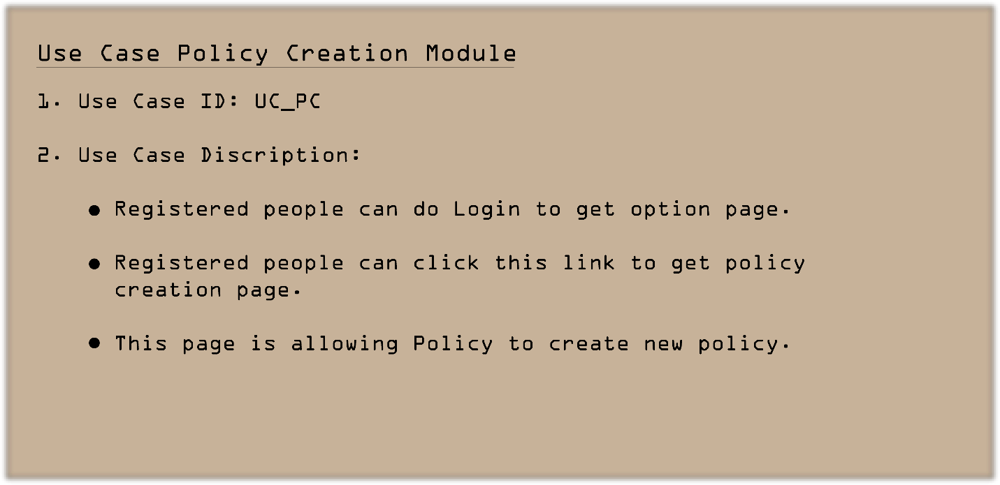 Use Case Policy Creation Module
1. Use Case ID: UC_PC
2. Use Case Discription:
● Registered people can do Login to get option page.
● Registered people can click this link to get policy
creation page.
● This page is allowing Policy to create new policy.